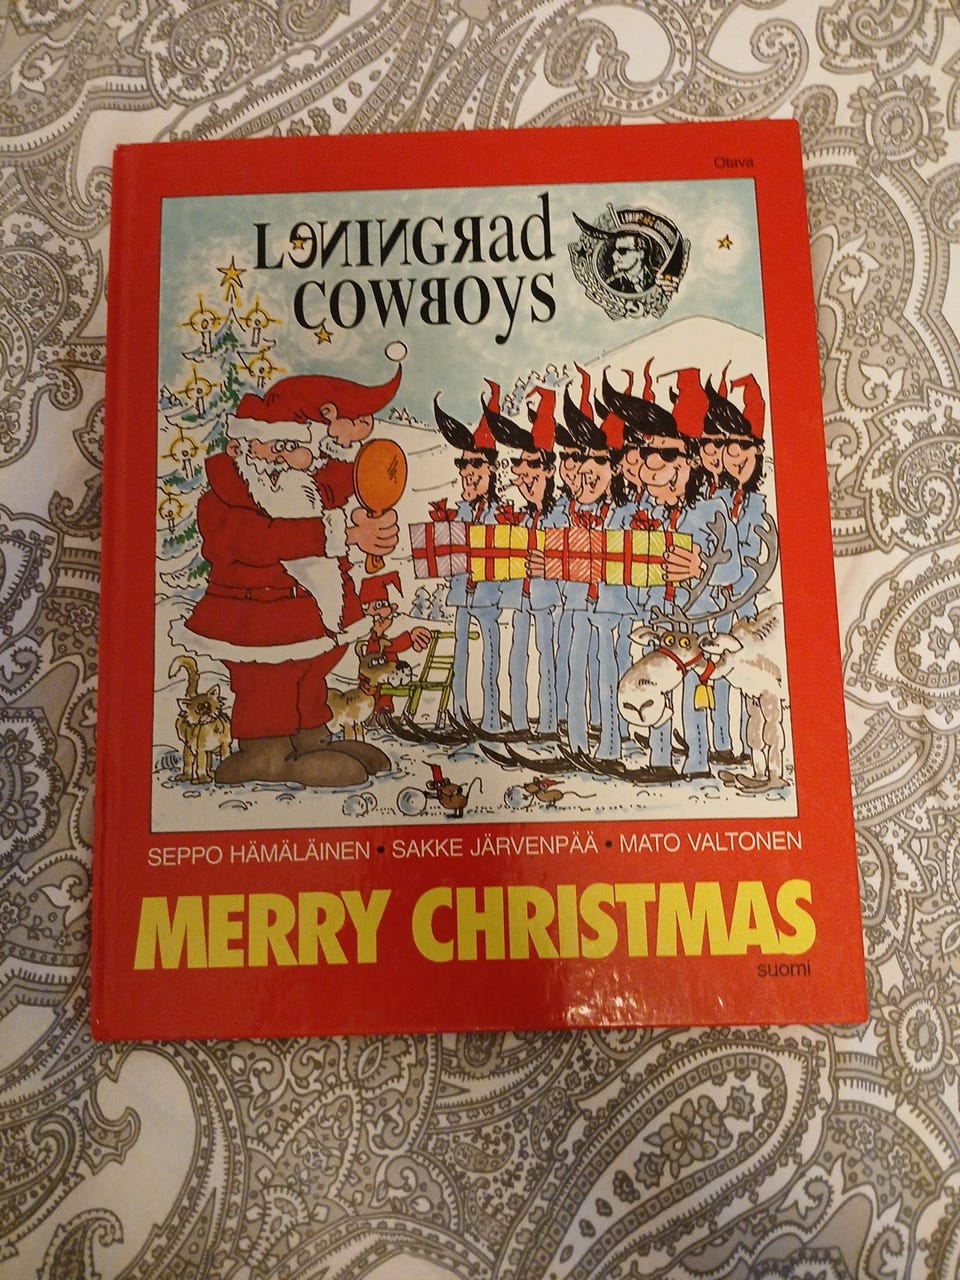 Otava
LENINGRad
COWBOYS
SEPPO HÄMÄLÄINEN • SAKKE JÄRVENPÄÄ • MATO VALTONEN
MERRY CHRISTMAS
suomi